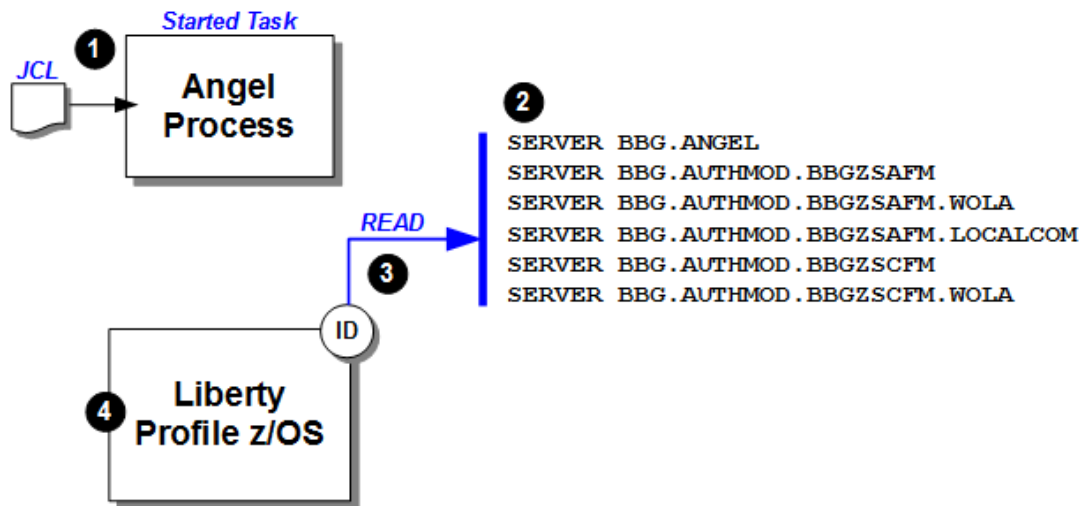 Started Task
1
JCL
Angel
Process
2
SERVER BBG.ANGEL
SERVER BBG.AUTHMOD.BBGZSAFM
SERVER BBG.AUTHMOD.BBGZSAFM.WOLA
SERVER BBG.AUTHMOD.BBGZSAFM.LOCALCOM
SERVER BBG.AUTHMOD.BBGZSCFM
SERVER BBG.AUTHMOD.BBGZSCFM.WOLA
READ
3
ID
4
Liberty
Profile z/OS